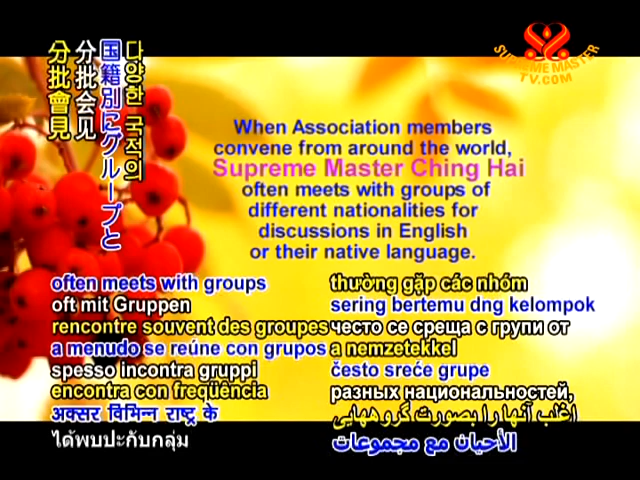 SUPREME MASTER
TV.COM
다양한 국적의
国籍別にグループと
分批会见
分批會見
When Association members
convene from around the world,
Supreme Master Ching Hai
often meets with groups of
different nationalities for
discussions in English
or their native language.
often meets with groups
oft mit Gruppen
rencontre souvent des groupes
a menudo se reúne con grupos
spesso incontra gruppi
encontra com freqüência
अक्सर विभिन्न राष्ट्र के
ได้พบปะกับกลุ่ม
thường gặp các nhóm
sering bertemu dng kelompok
често се среща с групи от
a nemzetekkel
često sreće grupe
разных национальностей,
اغلب آنها را بصورت گروههایی
الأحيان مع مجموعات